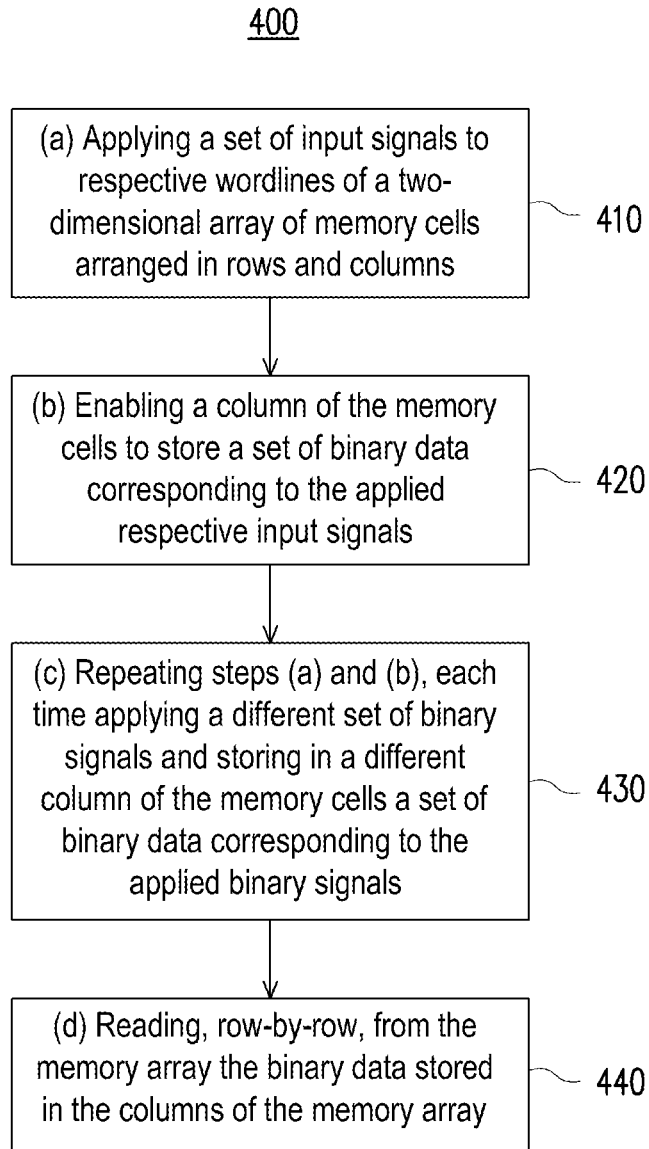 400
(a) Applying a set of input signals to
respective wordlines of a two-
dimensional array of memory cells
arranged in rows and columns
410
(b) Enabling a column of the memory
cells to store a set of binary data
corresponding to the applied
respective input signals
420
(c) Repeating steps (a) and (b), each
time applying a different set of binary
signals and storing in a different
column of the memory cells a set of
binary data corresponding to the
applied binary signals
430
(d) Reading, row-by-row, from the
memory array the binary data stored
in the columns of the memory array
440